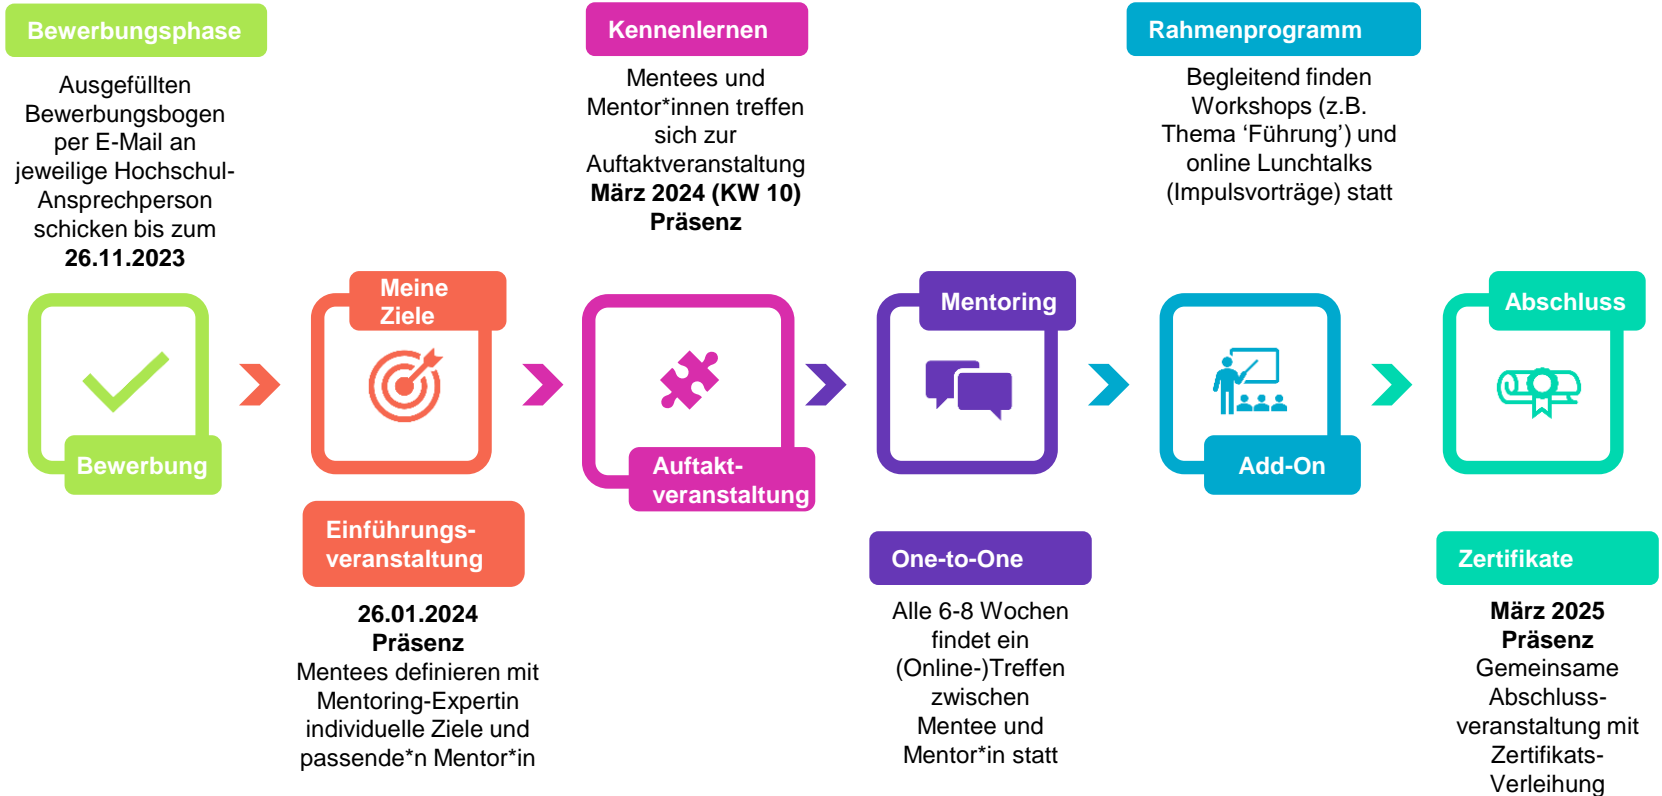 Bewerbungsphase
Ausgefüllten
Bewerbungsbogen
per E-Mail an
jeweilige Hochschul-
Ansprechperson
schicken bis zum
26.11.2023
Bewerbung
Meine
Ziele
Einführungs-
veranstaltung
26.01.2024
Präsenz
Mentees definieren mit
Mentoring-Expertin
individuelle Ziele und
passende*n Mentor*in
Kennenlernen
Mentees und
Mentor*innen treffen
sich zur
Auftaktveranstaltung
März 2024 (KW 10)
Präsenz
Auftakt-
veranstaltung
Mentoring
One-to-One
Alle 6-8 Wochen
findet ein
(Online-)Treffen
zwischen
Mentee und
Mentor*in statt
Rahmenprogramm
Begleitend finden
Workshops (z.B.
Thema ‘Führung’) und
online Lunchtalks
(Impulsvorträge) statt
Add-On
Abschluss
Zertifikate
März 2025
Präsenz
Gemeinsame
Abschluss-
veranstaltung mit
Zertifikats-
Verleihung